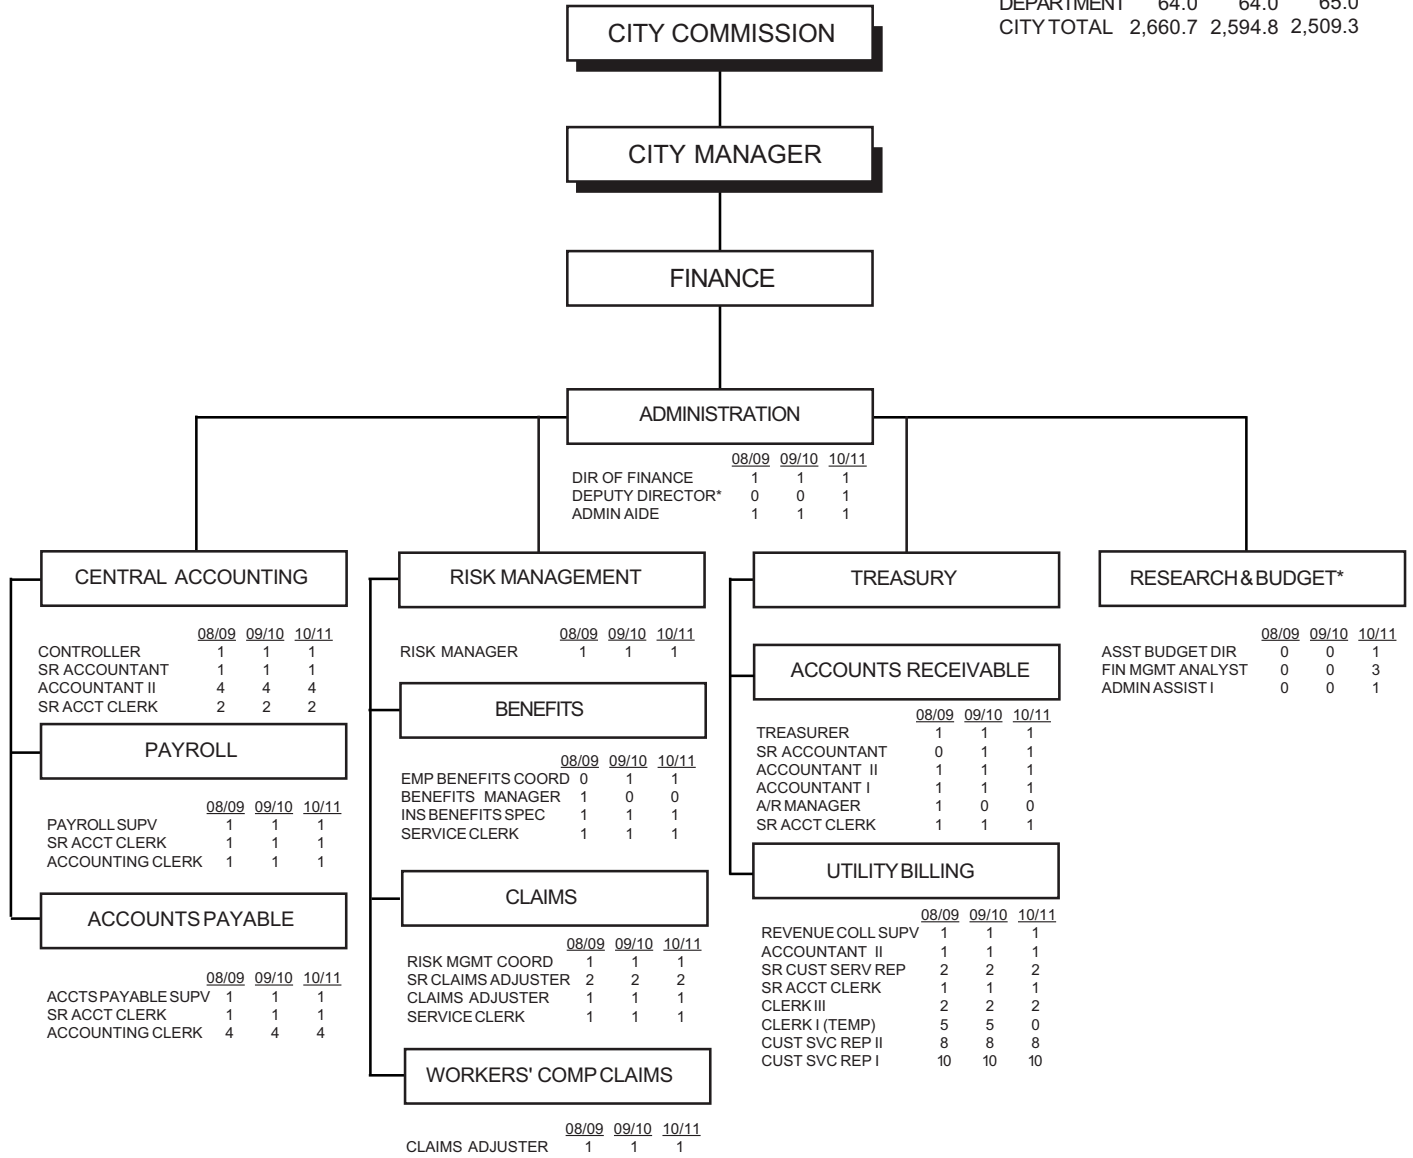 DEPARTMENT 64.0 64.0 65.0
CITY TOTAL 2,660.7 2,594.8 2,509.3
CITY COMMISSION
CITY MANAGER
FINANCE
ADMINISTRATION
08/09 09/10 10/11
DIR OF FINANCE 1 1 1
DEPUTY DIRECTOR* 0 0 1
ADMIN AIDE 1 1 1
CENTRAL ACCOUNTING
08/09 09/10 10/11
CONTROLLER 1 1 1
SR ACCOUNTANT 1 1 1
ACCOUNTANT II 4 4 4
SR ACCT CLERK 2 2 2
PAYROLL
08/09 09/10 10/11
PAYROLL SUPV 1 1 1
SR ACCT CLERK 1 1 1
ACCOUNTING CLERK 1 1 1
ACCOUNTS PAYABLE
08/09 09/10 10/11
ACCTS PAYABLE SUPV 1 1 1
SR ACCT CLERK 1 1 1
ACCOUNTING CLERK 4 4 4
RISK MANAGEMENT
08/09 09/10 10/11
RISK MANAGER 1 1 1
BENEFITS
08/09 09/10 10/11
EMP BENEFITS COORD 0 1 1
BENEFITS MANAGER 1 0 0
INS BENEFITS SPEC 1 1 1
SERVICE CLERK 1 1 1
CLAIMS
08/09 09/10 10/11
RISK MGMT COORD 1 1 1
SR CLAIMS ADJUSTER 2 2 2
CLAIMS ADJUSTER 1 1 1
SERVICE CLERK 1 1 1
WORKERS' COMP CLAIMS
08/09 09/10 10/11
CLAIMS ADJUSTER 1 1 1
TREASURY
ACCOUNTS RECEIVABLE
08/09 09/10 10/11
TREASURER 1 1 1
SR ACCOUNTANT 0 1 1
ACCOUNTANT II 1 1 1
ACCOUNTANT I 1 1 1
A/R MANAGER 1 0 0
SR ACCT CLERK 1 1 1
UTILITY BILLING
08/09 09/10 10/11
REVENUE COLL SUPV 1 1 1
ACCOUNTANT II 1 1 1
SR CUST SERV REP 2 2 2
SR ACCT CLERK 1 1 1
CLERK III 2 2 2
CLERK I (TEMP) 5 5 0
CUST SVC REP II 8 8 8
CUST SVC REP I 10 10 10
RESEARCH & BUDGET*
08/09 09/10 10/11
ASST BUDGET DIR 0 0 1
FIN MGMT ANALYST 0 0 3
ADMIN ASSIST I 0 0 1